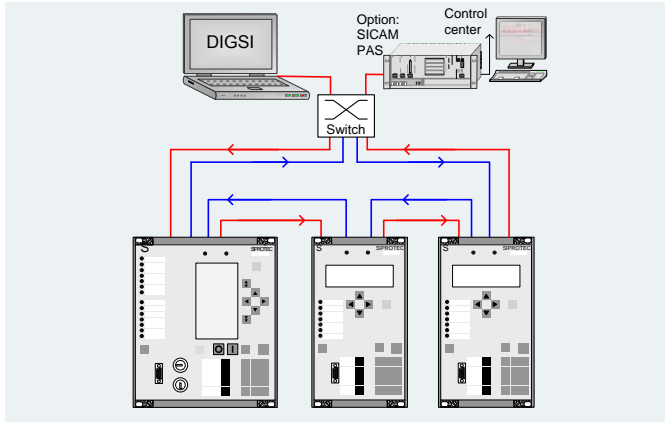 DIGSI
Option:
SICAM
PAS
Control
center
Switch
S
SIPROTEC
S
SIPROTEC
S
SIPROTEC